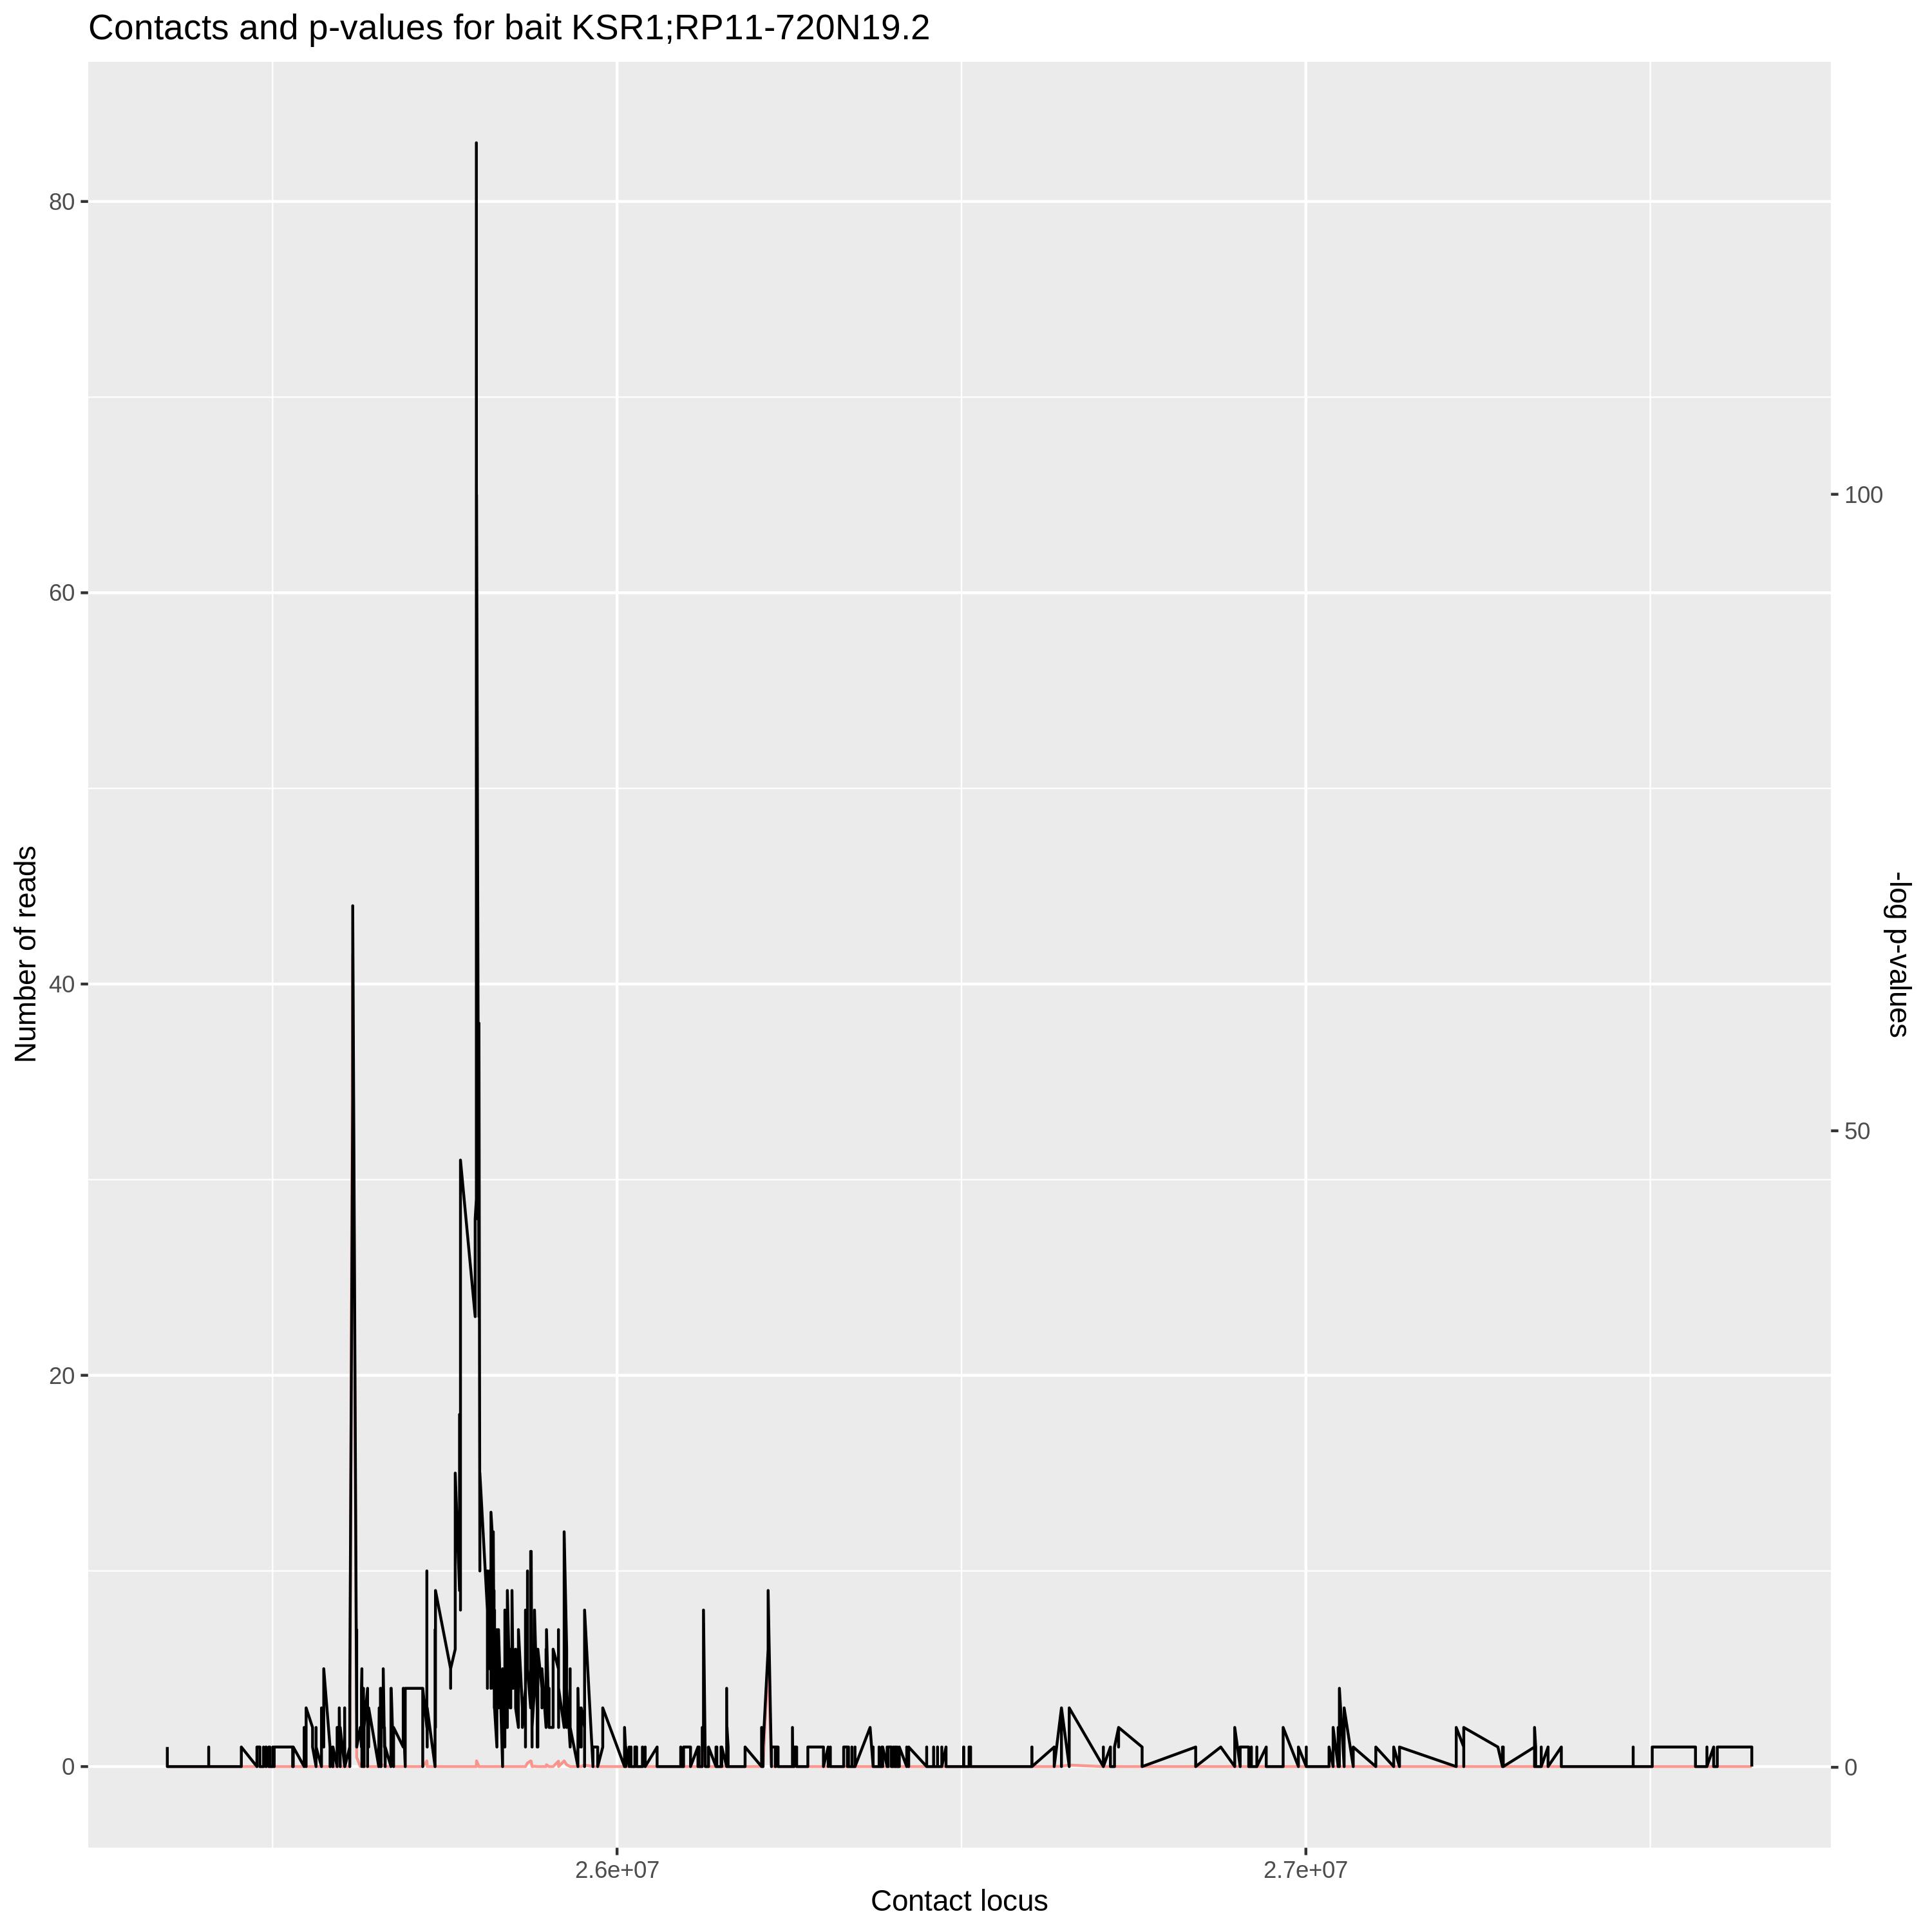 Contacts and p-values for bait KSR1;RP11-720N19.2
80
60
40
20
0
Number of reads
100
50
0
-log p-values
2.6e+07
2.7e+07
Contact locus